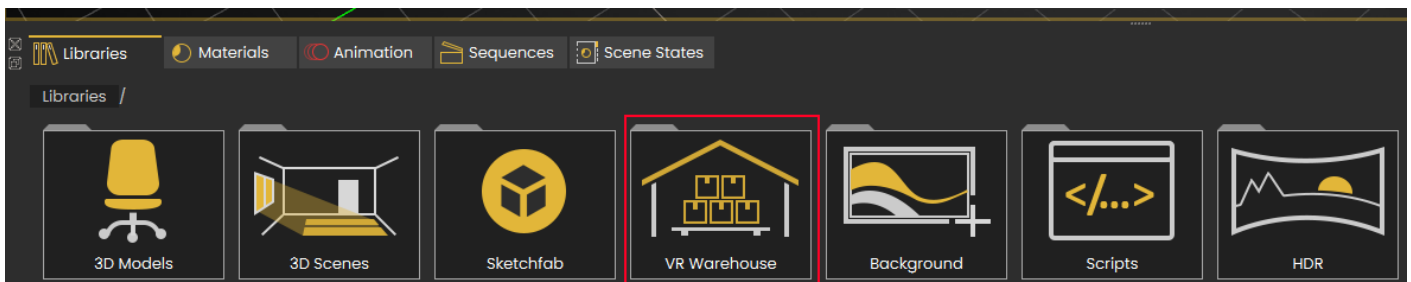 Libraries Materials Animation Sequences Scene States
Libraries /
</...>
3D Models 3D Scenes Sketchfab VR Warehouse Background Scripts HDR